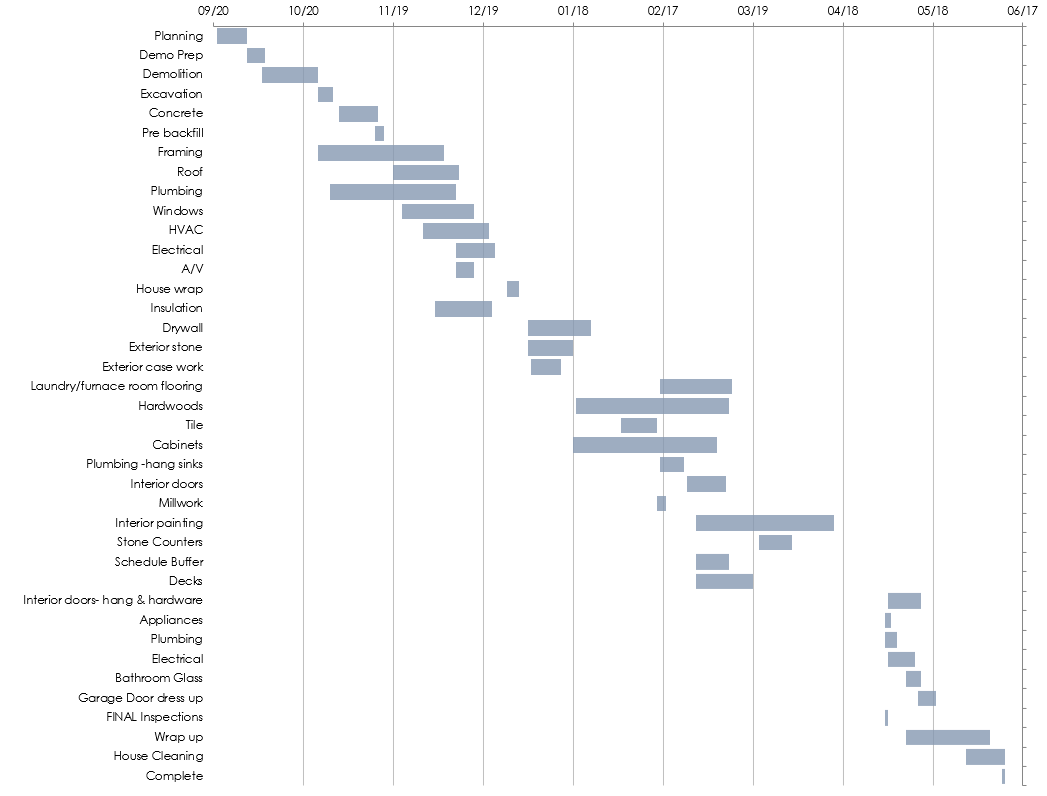 09/20 10/20 11/19 12/19 01/18 02/17 03/19 04/18 05/18 06/17
Planning
Demo Prep
Demolition
Excavation
Concrete
Pre backfill
Framing
Roof
Plumbing
Windows
HVAC
Electrical
A/V
House wrap
Insulation
Drywall
Exterior stone
Exterior case work
Laundry/furnace room flooring
Hardwoods
Tile
Cabinets
Plumbing -hang sinks
Interior doors
Millwork
Interior painting
Stone Counters
Schedule Buffer
Decks
Interior doors- hang & hardware
Appliances
Plumbing
Electrical
Bathroom Glass
Garage Door dress up
FINAL Inspections
Wrap up
House Cleaning
Complete